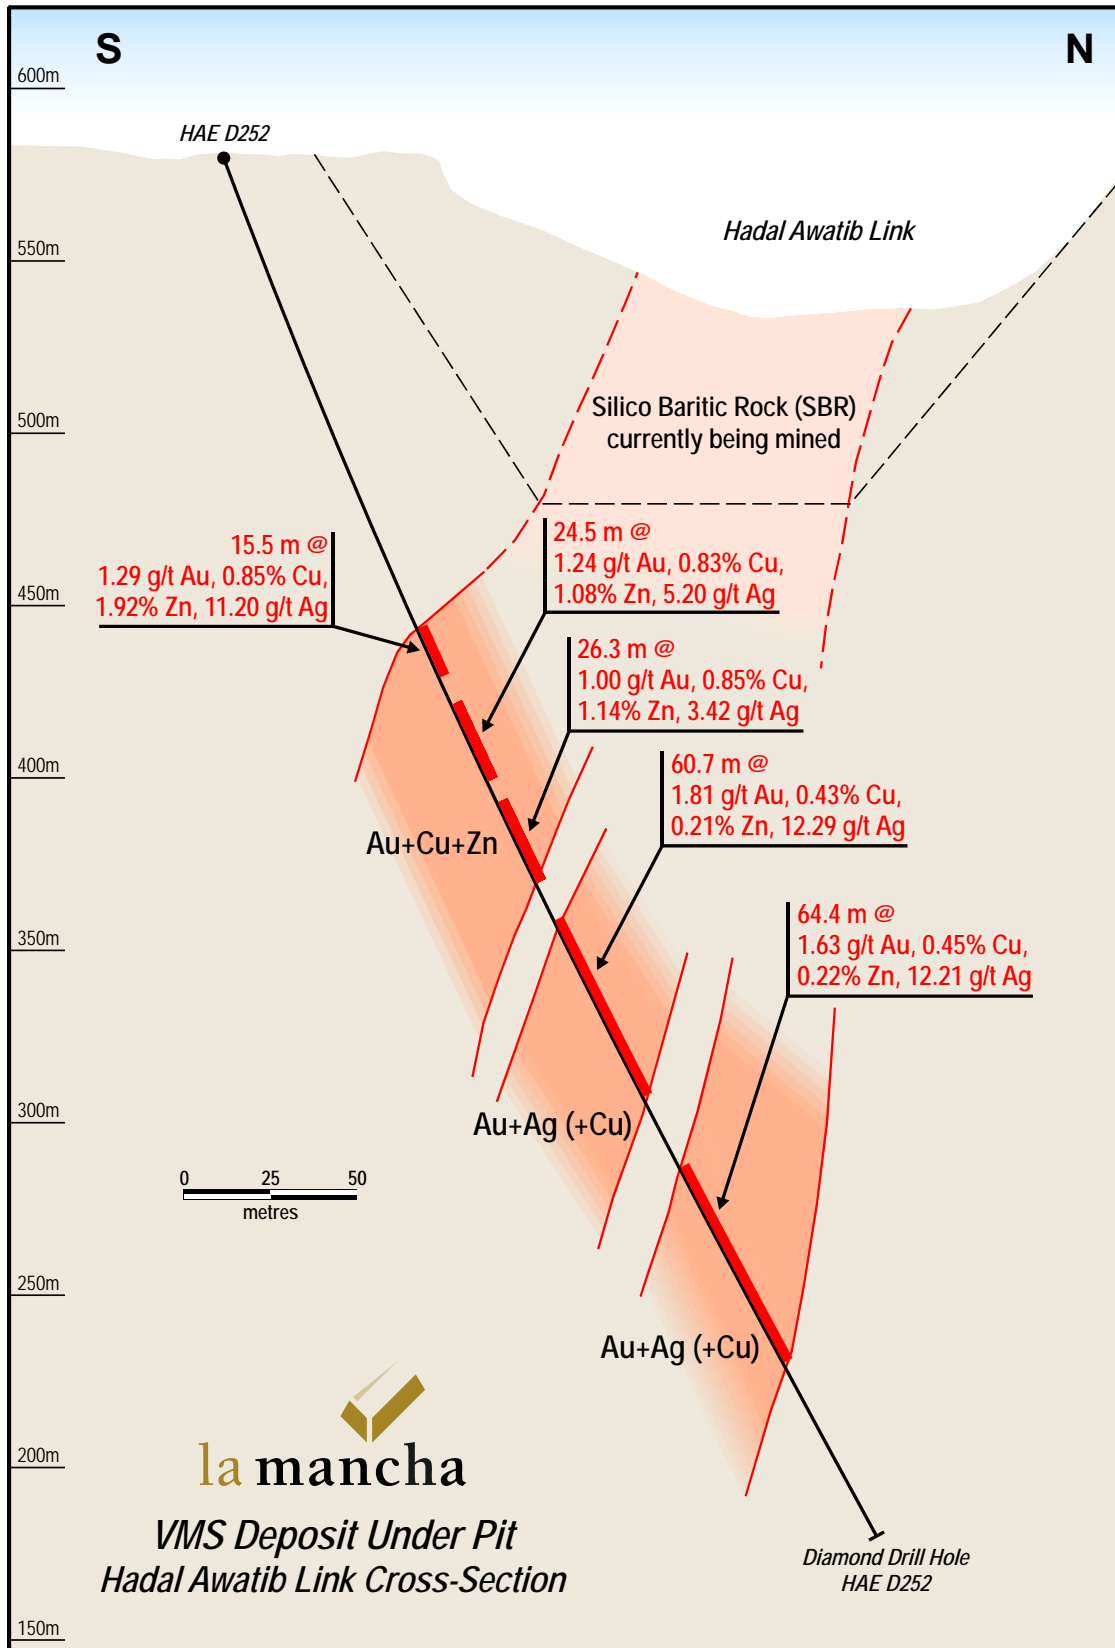 S
N
600m
HAE D252
Hadal Awatib Link
550m
500m
Silico Baritic Rock (SBR)
currently being mined
15.5 m @
1.29 g/t Au, 0.85% Cu,
1.92% Zn, 11.20 g/t Ag
24.5 m @
1.24 g/t Au, 0.83% Cu,
1.08% Zn, 5.20 g/t Ag
450m
26.3 m @
1.00 g/t Au, 0.85% Cu,
1.14% Zn, 3.42 g/t Ag
400m
60.7 m @
1.81 g/t Au, 0.43% Cu,
0.21% Zn, 12.29 g/t Ag
Au+Cu+Zn
350m
64.4 m @
1.63 g/t Au, 0.45% Cu,
0.22% Zn, 12.21 g/t Ag
300m
Au+Ag (+Cu)
0 25 50
metres
250m
Au+Ag (+Cu)
200m
la mancha
VMS Deposit Under Pit
Hadal Awatib Link Cross-Section
Diamond Drill Hole
HAE D252
150m